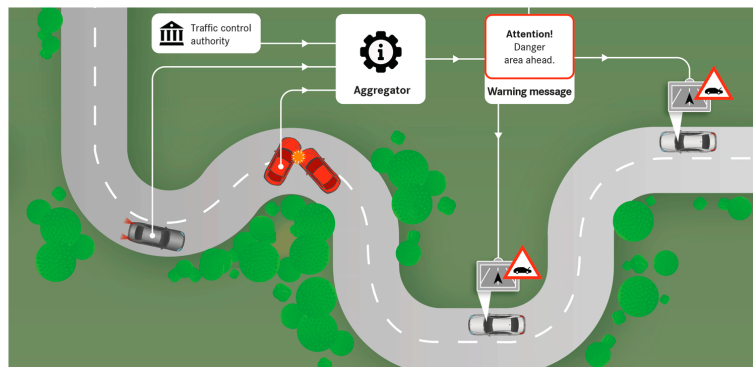 Traffic control
authority
Aggregator
Attention!
Danger
area ahead.
Warning message